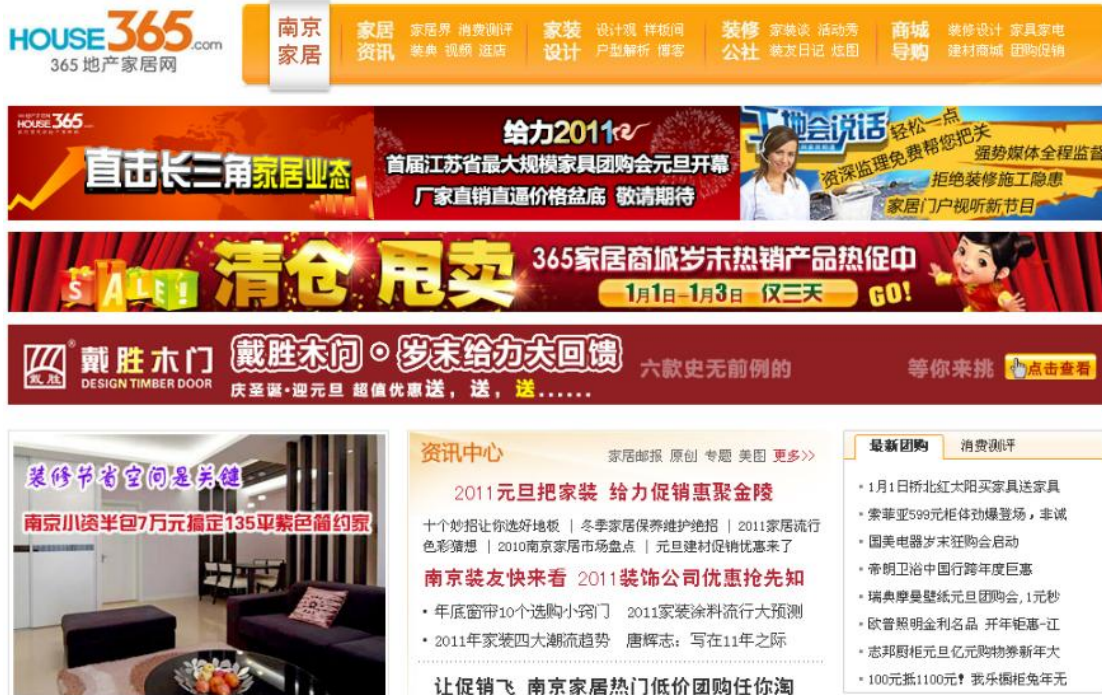 HOUSE365.com
365地产家居网
南京
家居
家居
资讯
家居界 消费测评
装典 视频 逛店
家装
设计
设计观 样板间
户型解析 博客
装修
公社
家装谈 活动秀
装友日记 炫图
商城
导购
装修设计 家具家电
建材商城 团购促销
HOUSE365
直击长三角家居业态
给力2011
首届江苏省最大规模家具团购会元旦开幕
厂家直销直逼价格盆底 敬请期待
工地会说话
轻松一点
资深监理免费帮您把关
强势媒体全程监督
拒绝装修施工隐患
家居门户视听新节目
SALE!
清仓 甩卖
365家居商城岁末热销产品热促中
1月1日-1月3日 仅三天 GO!
戴胜
戴胜木门
DESIGN TIMBER DOOR
戴胜木门◎岁末给力大回馈
庆圣诞·迎元旦 超值优惠送，送，送……
六款史无前例的
等你来挑
点击查看
装修节省空间是关键
南京小资半包7万元搞定135平紫色简约家
资讯中心
家居邮报 原创 专题 美图 更多>>
2011元旦把家装 给力促销惠聚金陵
十个妙招让你选好地板 | 冬季家居保养维护绝招 | 2011家居流行
色彩猜想 | 2010南京家居市场盘点 | 元旦建材促销优惠来了
南京装友快来看 2011装饰公司优惠抢先知
·年底窗帘10个选购小窍门 2011家装涂料流行大预测
·2011年家装四大潮流趋势 唐辉志：写在11年之际
让促销飞 南京家居热门低价团购任你淘
最新团购 消费测评
1月1日桥北红太阳买家具送家具
索菲亚599元柜体劲爆登场，非诚
国美电器岁末狂购会启动
帝朗卫浴中国行跨年度巨惠
瑞典摩曼壁纸元旦团购会，1元秒
欧普照明金利名品 开年钜惠-江
志邦厨柜元旦亿元购物券新年大
100元抵1100元！我乐橱柜兔年无